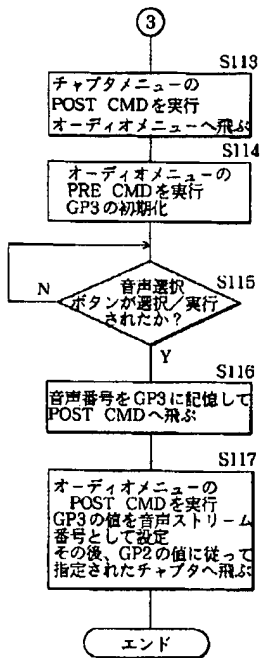 3
S113
チャプタメニューの
POST CMDを実行
オーディオメニューへ飛ぶ
S114
オーディオメニューの
PRE CMDを実行
GP3の初期化
S115
音声選択
ボタンが選択/実行
されたか?
N
Y
S116
音声番号をGP3に記憶して
POST CMDへ飛ぶ
S117
オーディオメニューの
POST CMDを実行
GP3の値を音声ストリーム
番号として設定
その後、GP2の値に従って
指定されたチャプタへ飛ぶ
エンド